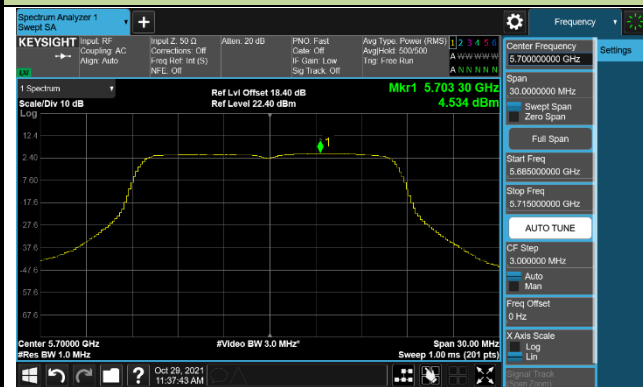 Spectrum Analyzer 1
Swept SA
Frequency
KEYSIGHT
Input: RF
Coupling: AC
Align: Auto
Input Z: 50 Ω
Corrections: Off
Freq Ref: Int (S)
NFE: Off
Atten: 20 dB
PNO: Fast
Gate: Off
IF Gain: Low
Sig Track: Off
Avg Type: Power (RMS)
Avg|Hold: 500/500
Trig: Free Run
1 2 3 4 5 6
A W W W W W
A N N N N N
Center Frequency
5.700000000 GHz
Settings
Span
30.0000000 MHz
Swept Span
Zero Span
Full Span
Start Freq
5.685000000 GHz
Stop Freq
5.715000000 GHz
AUTO TUNE
CF Step
3.000000 MHz
Auto
Man
Freq Offset
0 Hz
X Axis Scale
Log
Lin
Signal Track
(Span Zoom)
1 Spectrum
Scale/Div 10 dB
Log
Ref Lvl Offset 18.40 dB
Ref Level 22.40 dBm
Mkr1 5.703 30 GHz
4.534 dBm
1
12.4
2.40
-7.60
-17.6
-27.6
-37.6
-47.6
-57.6
-67.6
Center 5.70000 GHz
#Res BW 1.0 MHz
#Video BW 3.0 MHz*
Span 30.00 MHz
Sweep 1.00 ms (201 pts)
Oct 29, 2021
11:37:43 AM